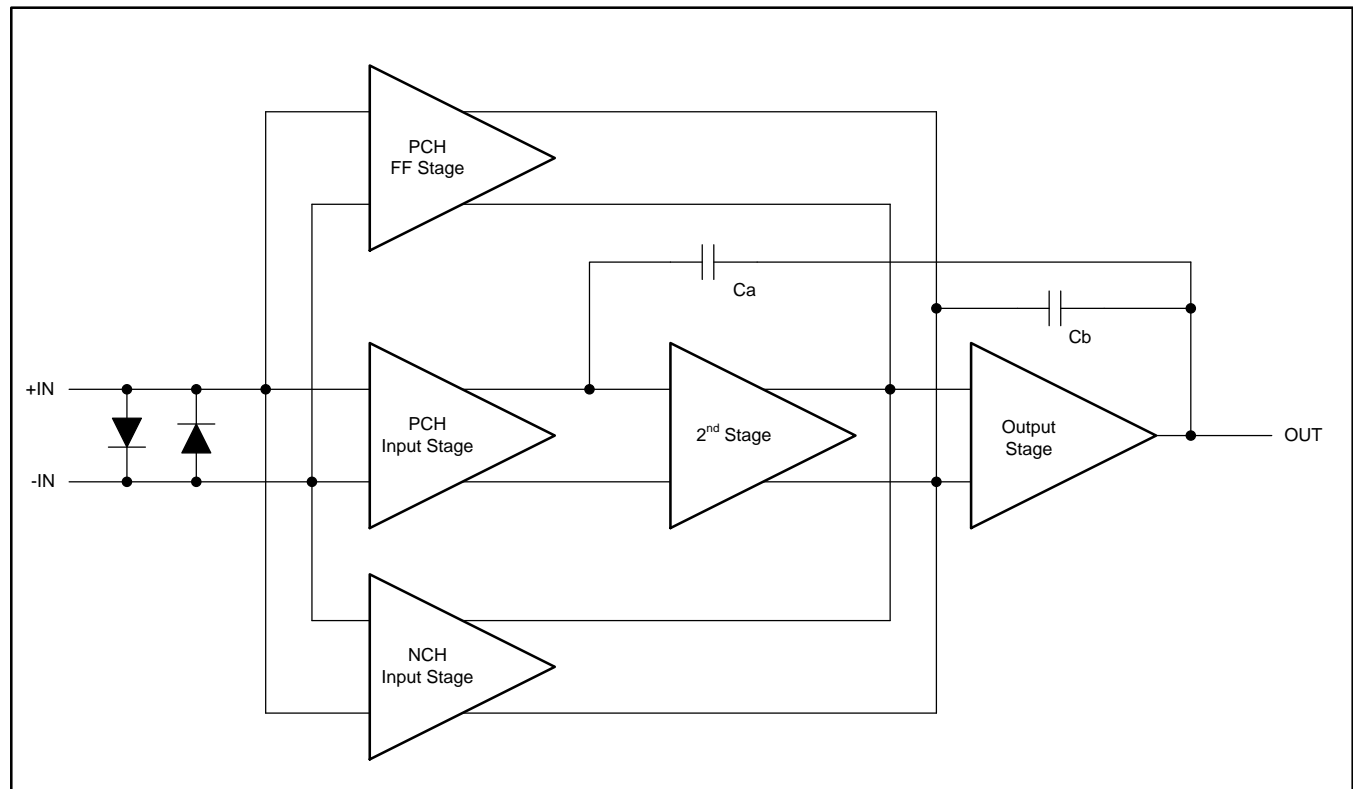 PCH
FF Stage
Ca
Cb
+IN
-IN
PCH
Input Stage
2nd Stage
Output
Stage
OUT
NCH
Input Stage